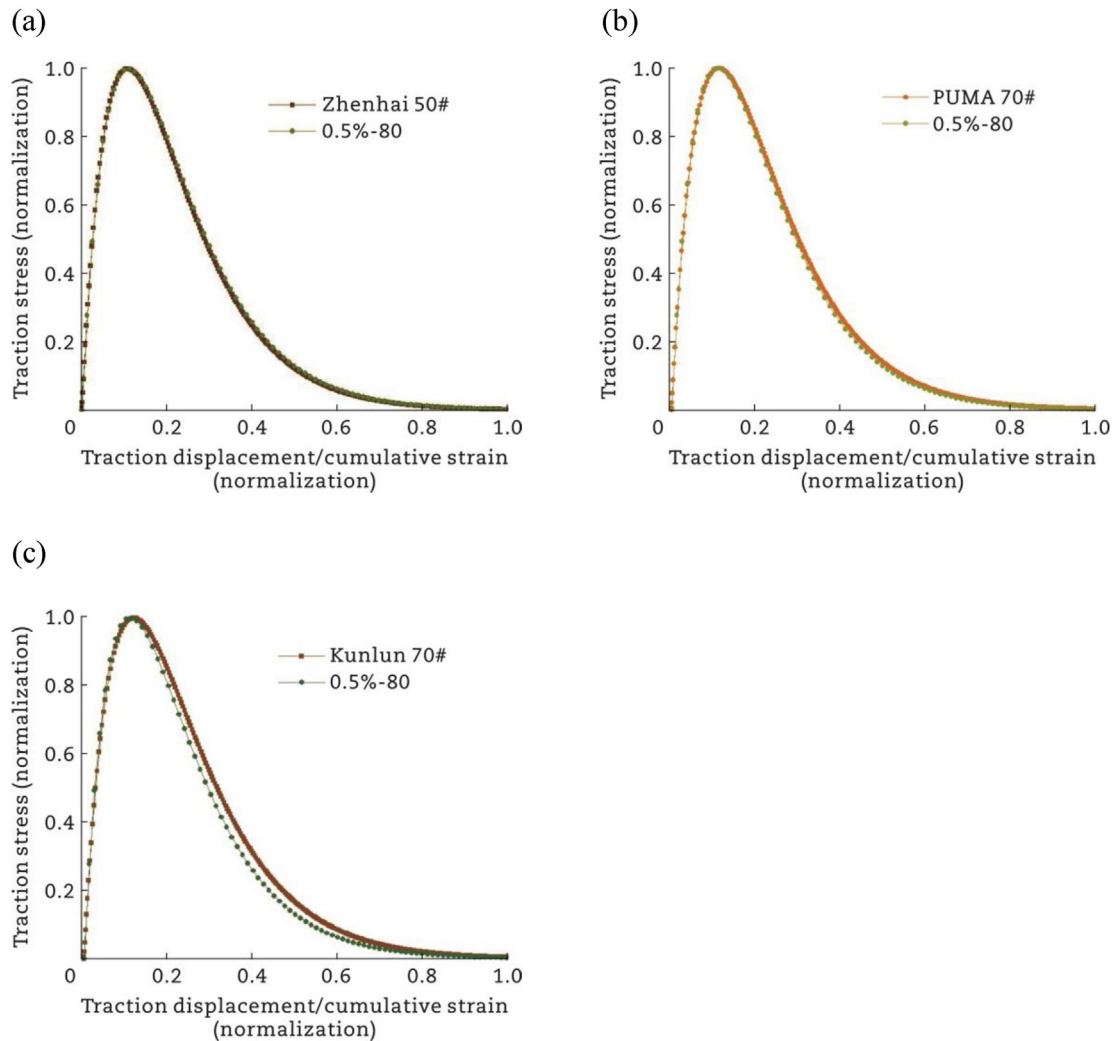 (a)
Traction stress (normalization)
1.0
0.8
0.6
0.4
0.2
Zhenhai 50#
0.5%-80
0
0.2
0.4
0.6
0.8
1.0
Traction displacement/cumulative strain
(normalization)
(b)
Traction stress (normalization)
1.0
0.8
0.6
0.4
0.2
PUMA 70#
0.5%-80
0
0.2
0.4
0.6
0.8
1.0
Traction displacement/cumulative strain
(normalization)
(c)
Traction stress (normalization)
1.0
0.8
0.6
0.4
0.2
Kunlun 70#
0.5%-80
0
0.2
0.4
0.6
0.8
1.0
Traction displacement/cumulative strain
(normalization)